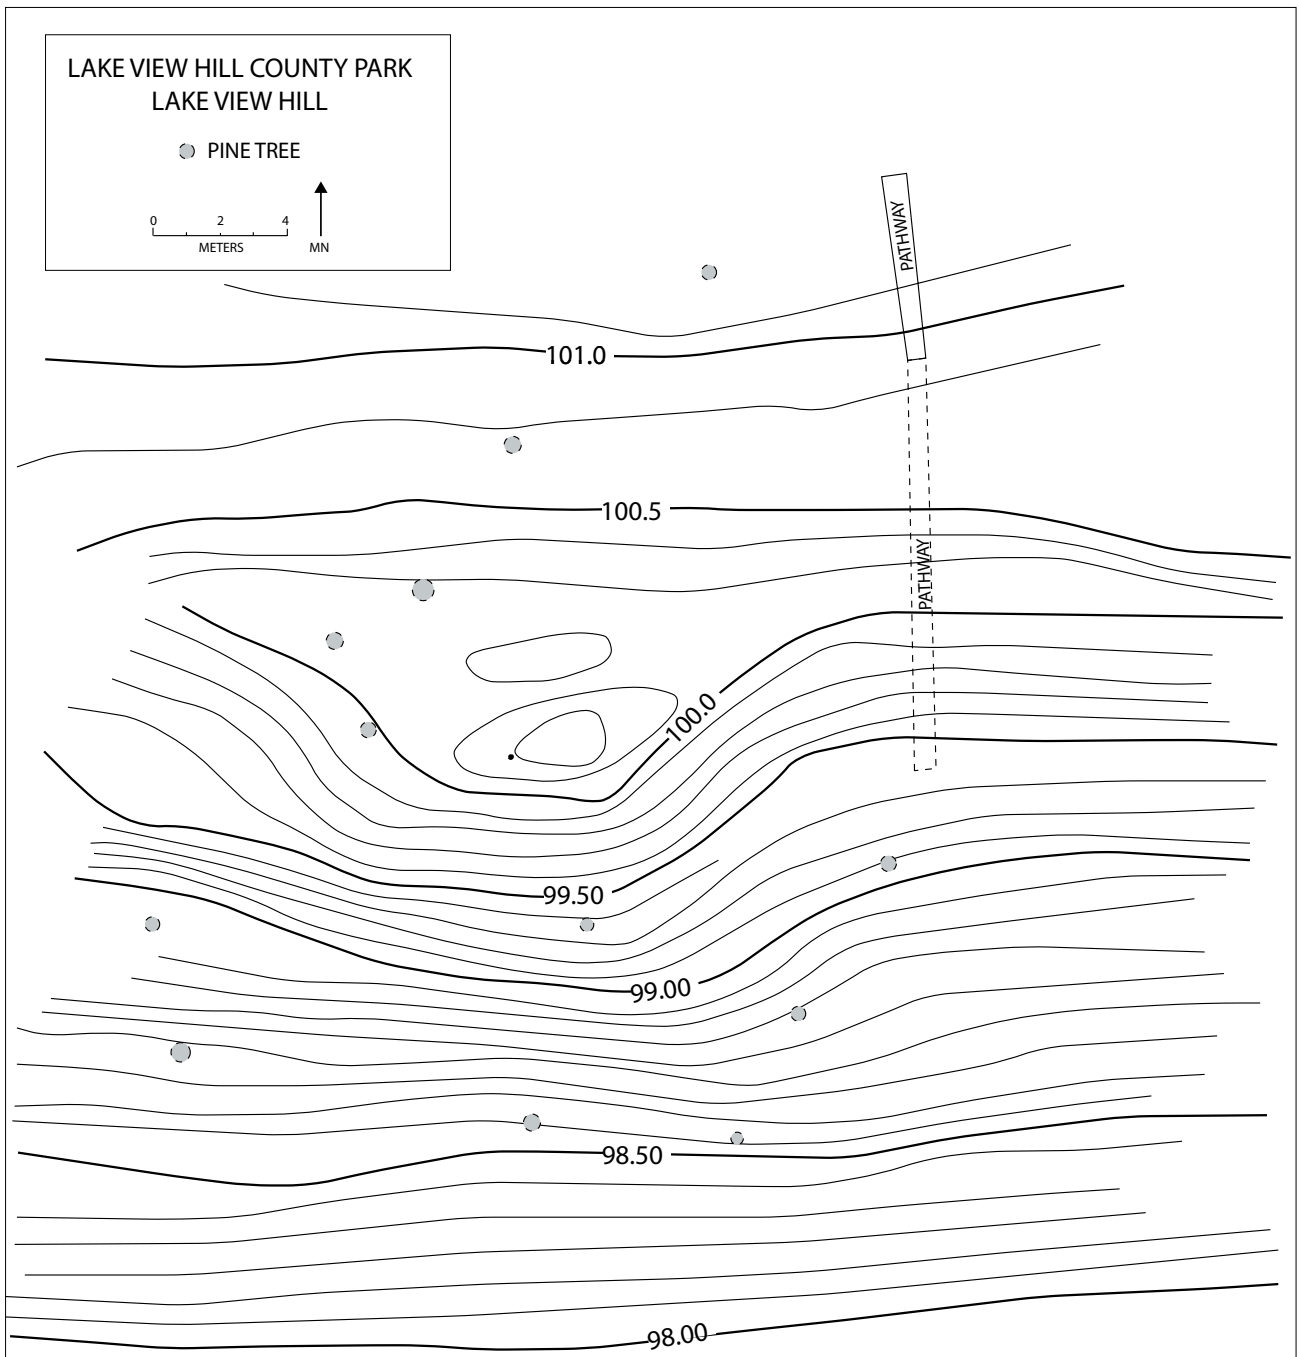 LAKE VIEW HILL COUNTY PARK
LAKE VIEW HILL
PINE TREE
0 2 4
METERS
MN
PATHWAY
101.0
100.5
PATHWAY
100.0
99.50
99.00
98.50
98.00